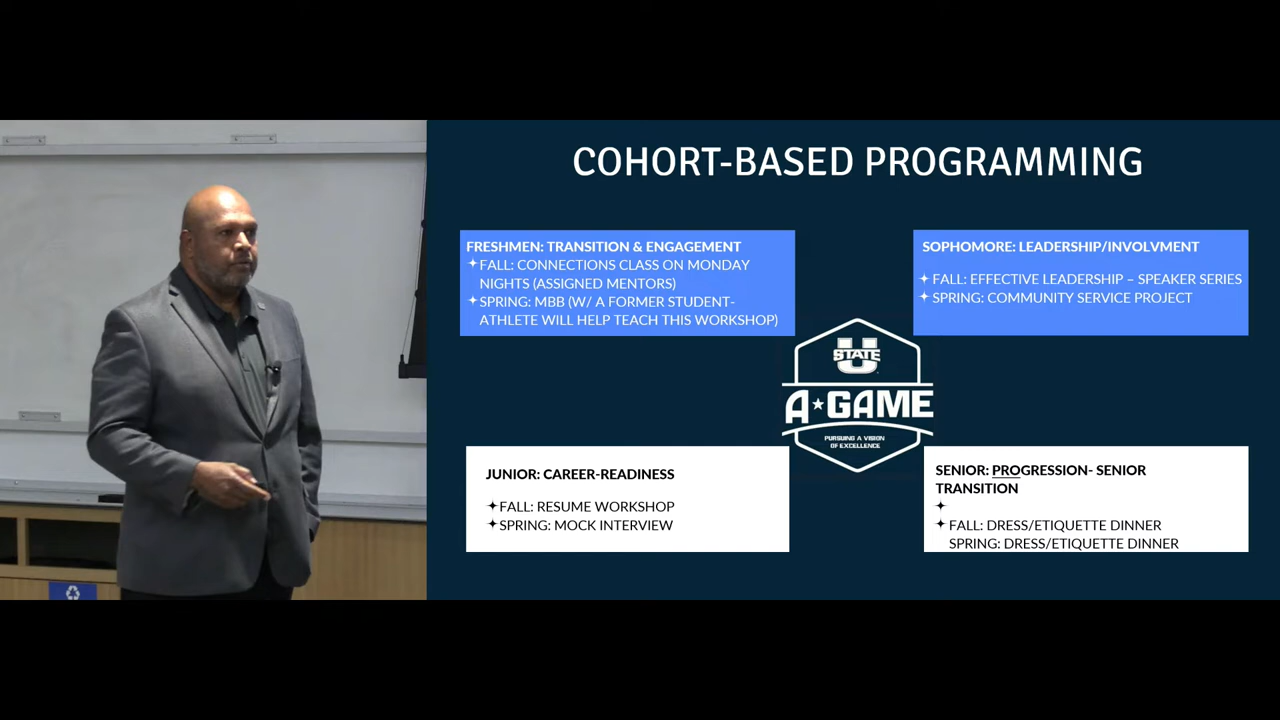 COHORT-BASED PROGRAMMING
FRESHMEN: TRANSITION & ENGAGEMENT
✦FALL: CONNECTIONS CLASS ON MONDAY
NIGHTS (ASSIGNED MENTORS)
✦SPRING: MBB (W/ A FORMER STUDENT-
ATHLETE WILL HELP TEACH THIS WORKSHOP)
SOPHOMORE: LEADERSHIP/INVOLVMENT
✦FALL: EFFECTIVE LEADERSHIP – SPEAKER SERIES
✦SPRING: COMMUNITY SERVICE PROJECT
U STATE
A★GAME
PURSUING A VISION
OF EXCELLENCE
JUNIOR: CAREER-READINESS
✦FALL: RESUME WORKSHOP
✦SPRING: MOCK INTERVIEW
SENIOR: PROGRESSION- SENIOR
TRANSITION
✦
✦FALL: DRESS/ETIQUETTE DINNER
SPRING: DRESS/ETIQUETTE DINNER